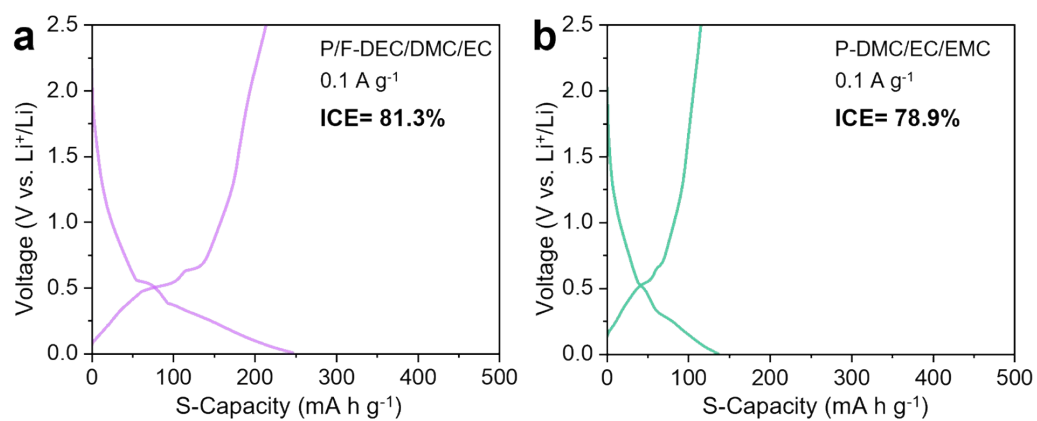 a
P/F-DEC/DMC/EC
0.1 A g⁻¹
ICE= 81.3%
Voltage (V vs. Li⁺/Li)
2.5
2.0
1.5
1.0
0.5
0.0
0 100 200 300 400 500
S-Capacity (mA h g⁻¹)
b
P-DMC/EC/EMC
0.1 A g⁻¹
ICE= 78.9%
Voltage (V vs. Li⁺/Li)
2.5
2.0
1.5
1.0
0.5
0.0
0 100 200 300 400 500
S-Capacity (mA h g⁻¹)